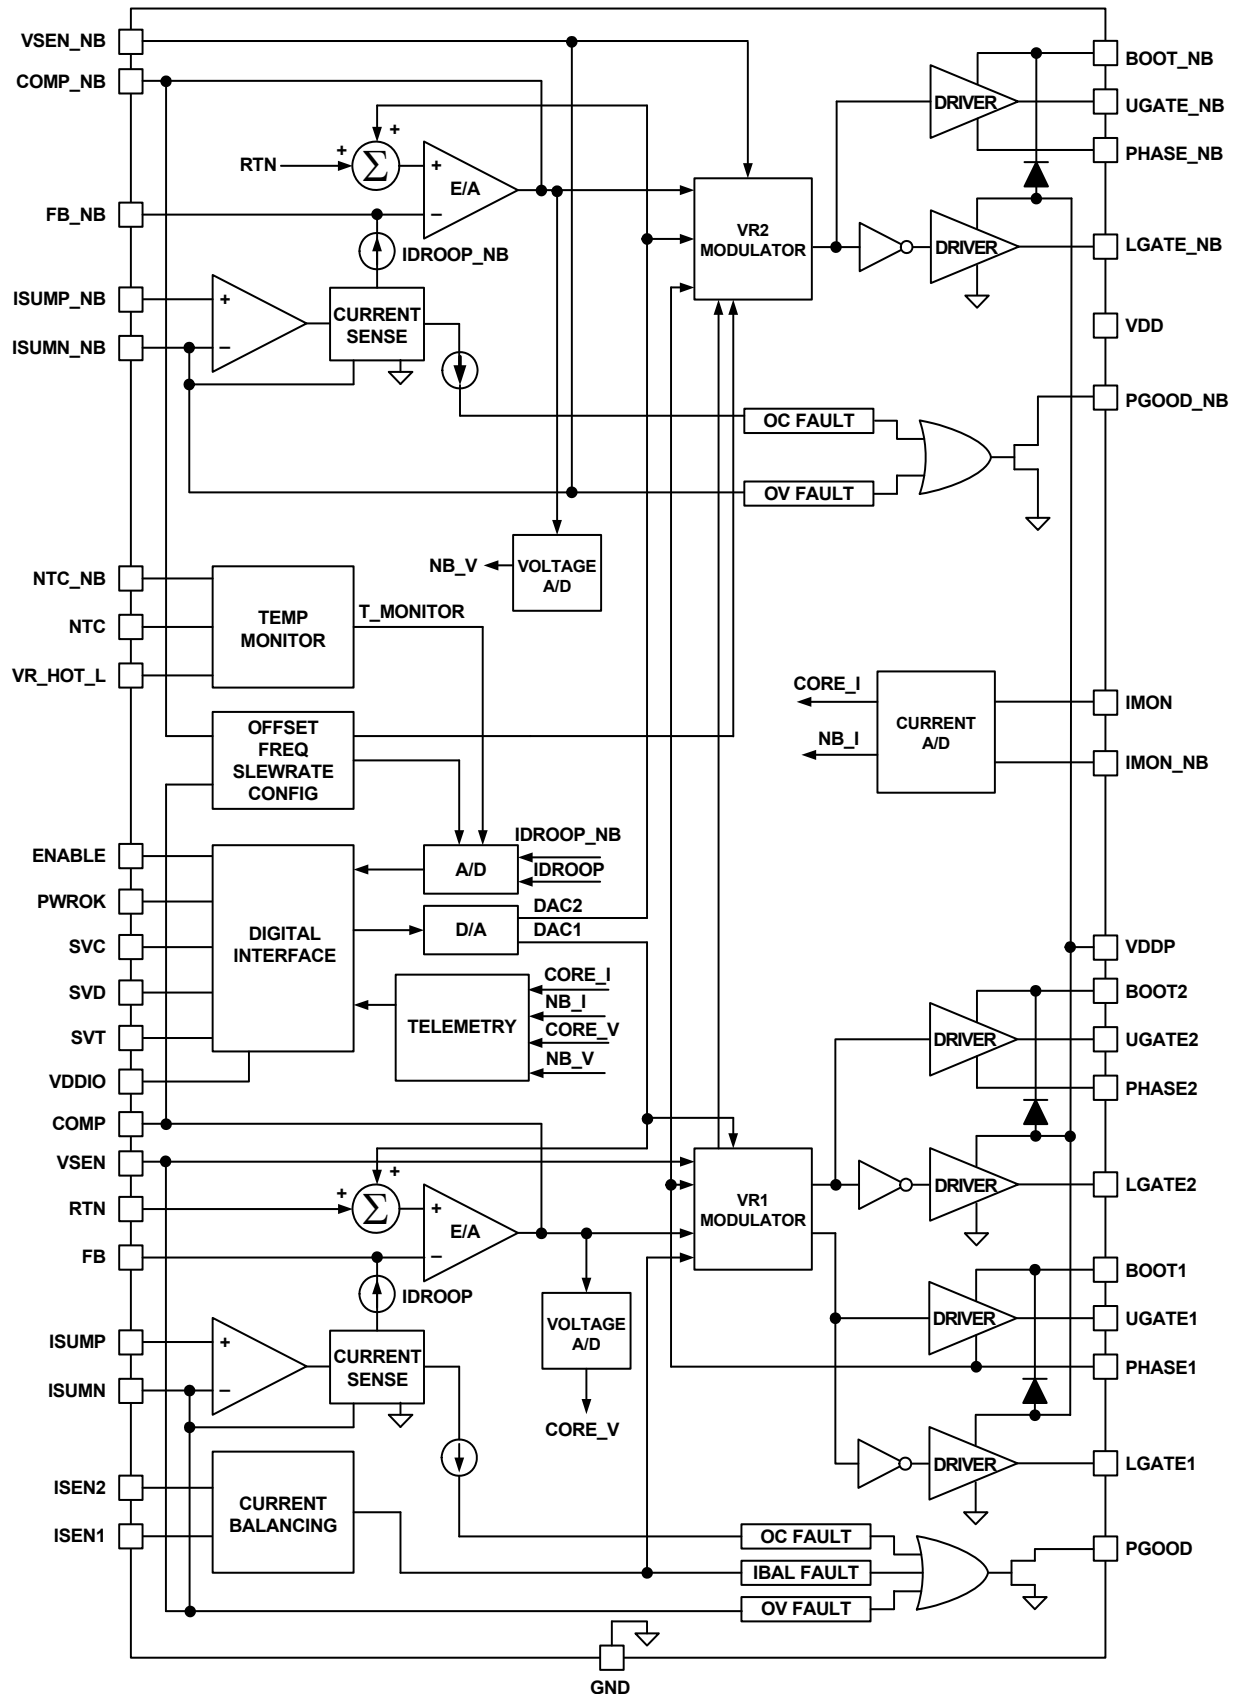 VSEN_NB
COMP_NB
RTN
+
+
Σ
+
E/A
−
FB_NB
IDROOP_NB
ISUMP_NB
+
CURRENT
SENSE
ISUMN_NB
−
VR2
MODULATOR
DRIVER
DRIVER
BOOT_NB
UGATE_NB
PHASE_NB
LGATE_NB
VDD
PGOOD_NB
OC FAULT
OV FAULT
NB_V
VOLTAGE
A/D
NTC_NB
NTC
VR_HOT_L
TEMP
MONITOR
T_MONITOR
OFFSET
FREQ
SLEWRATE
CONFIG
CORE_I
NB_I
CURRENT
A/D
IMON
IMON_NB
ENABLE
PWROK
SVC
SVD
SVT
VDDIO
DIGITAL
INTERFACE
A/D
IDROOP_NB
IDROOP
D/A
DAC2
DAC1
TELEMETRY
CORE_I
NB_I
CORE_V
NB_V
VDDP
BOOT2
UGATE2
PHASE2
LGATE2
DRIVER
DRIVER
COMP
VSEN
RTN
FB
+
+
Σ
+
E/A
−
IDROOP
VR1
MODULATOR
VOLTAGE
A/D
CORE_V
ISUMP
ISUMN
+
−
CURRENT
SENSE
BOOT1
UGATE1
PHASE1
LGATE1
DRIVER
DRIVER
ISEN2
ISEN1
CURRENT
BALANCING
OC FAULT
IBAL FAULT
OV FAULT
PGOOD
GND